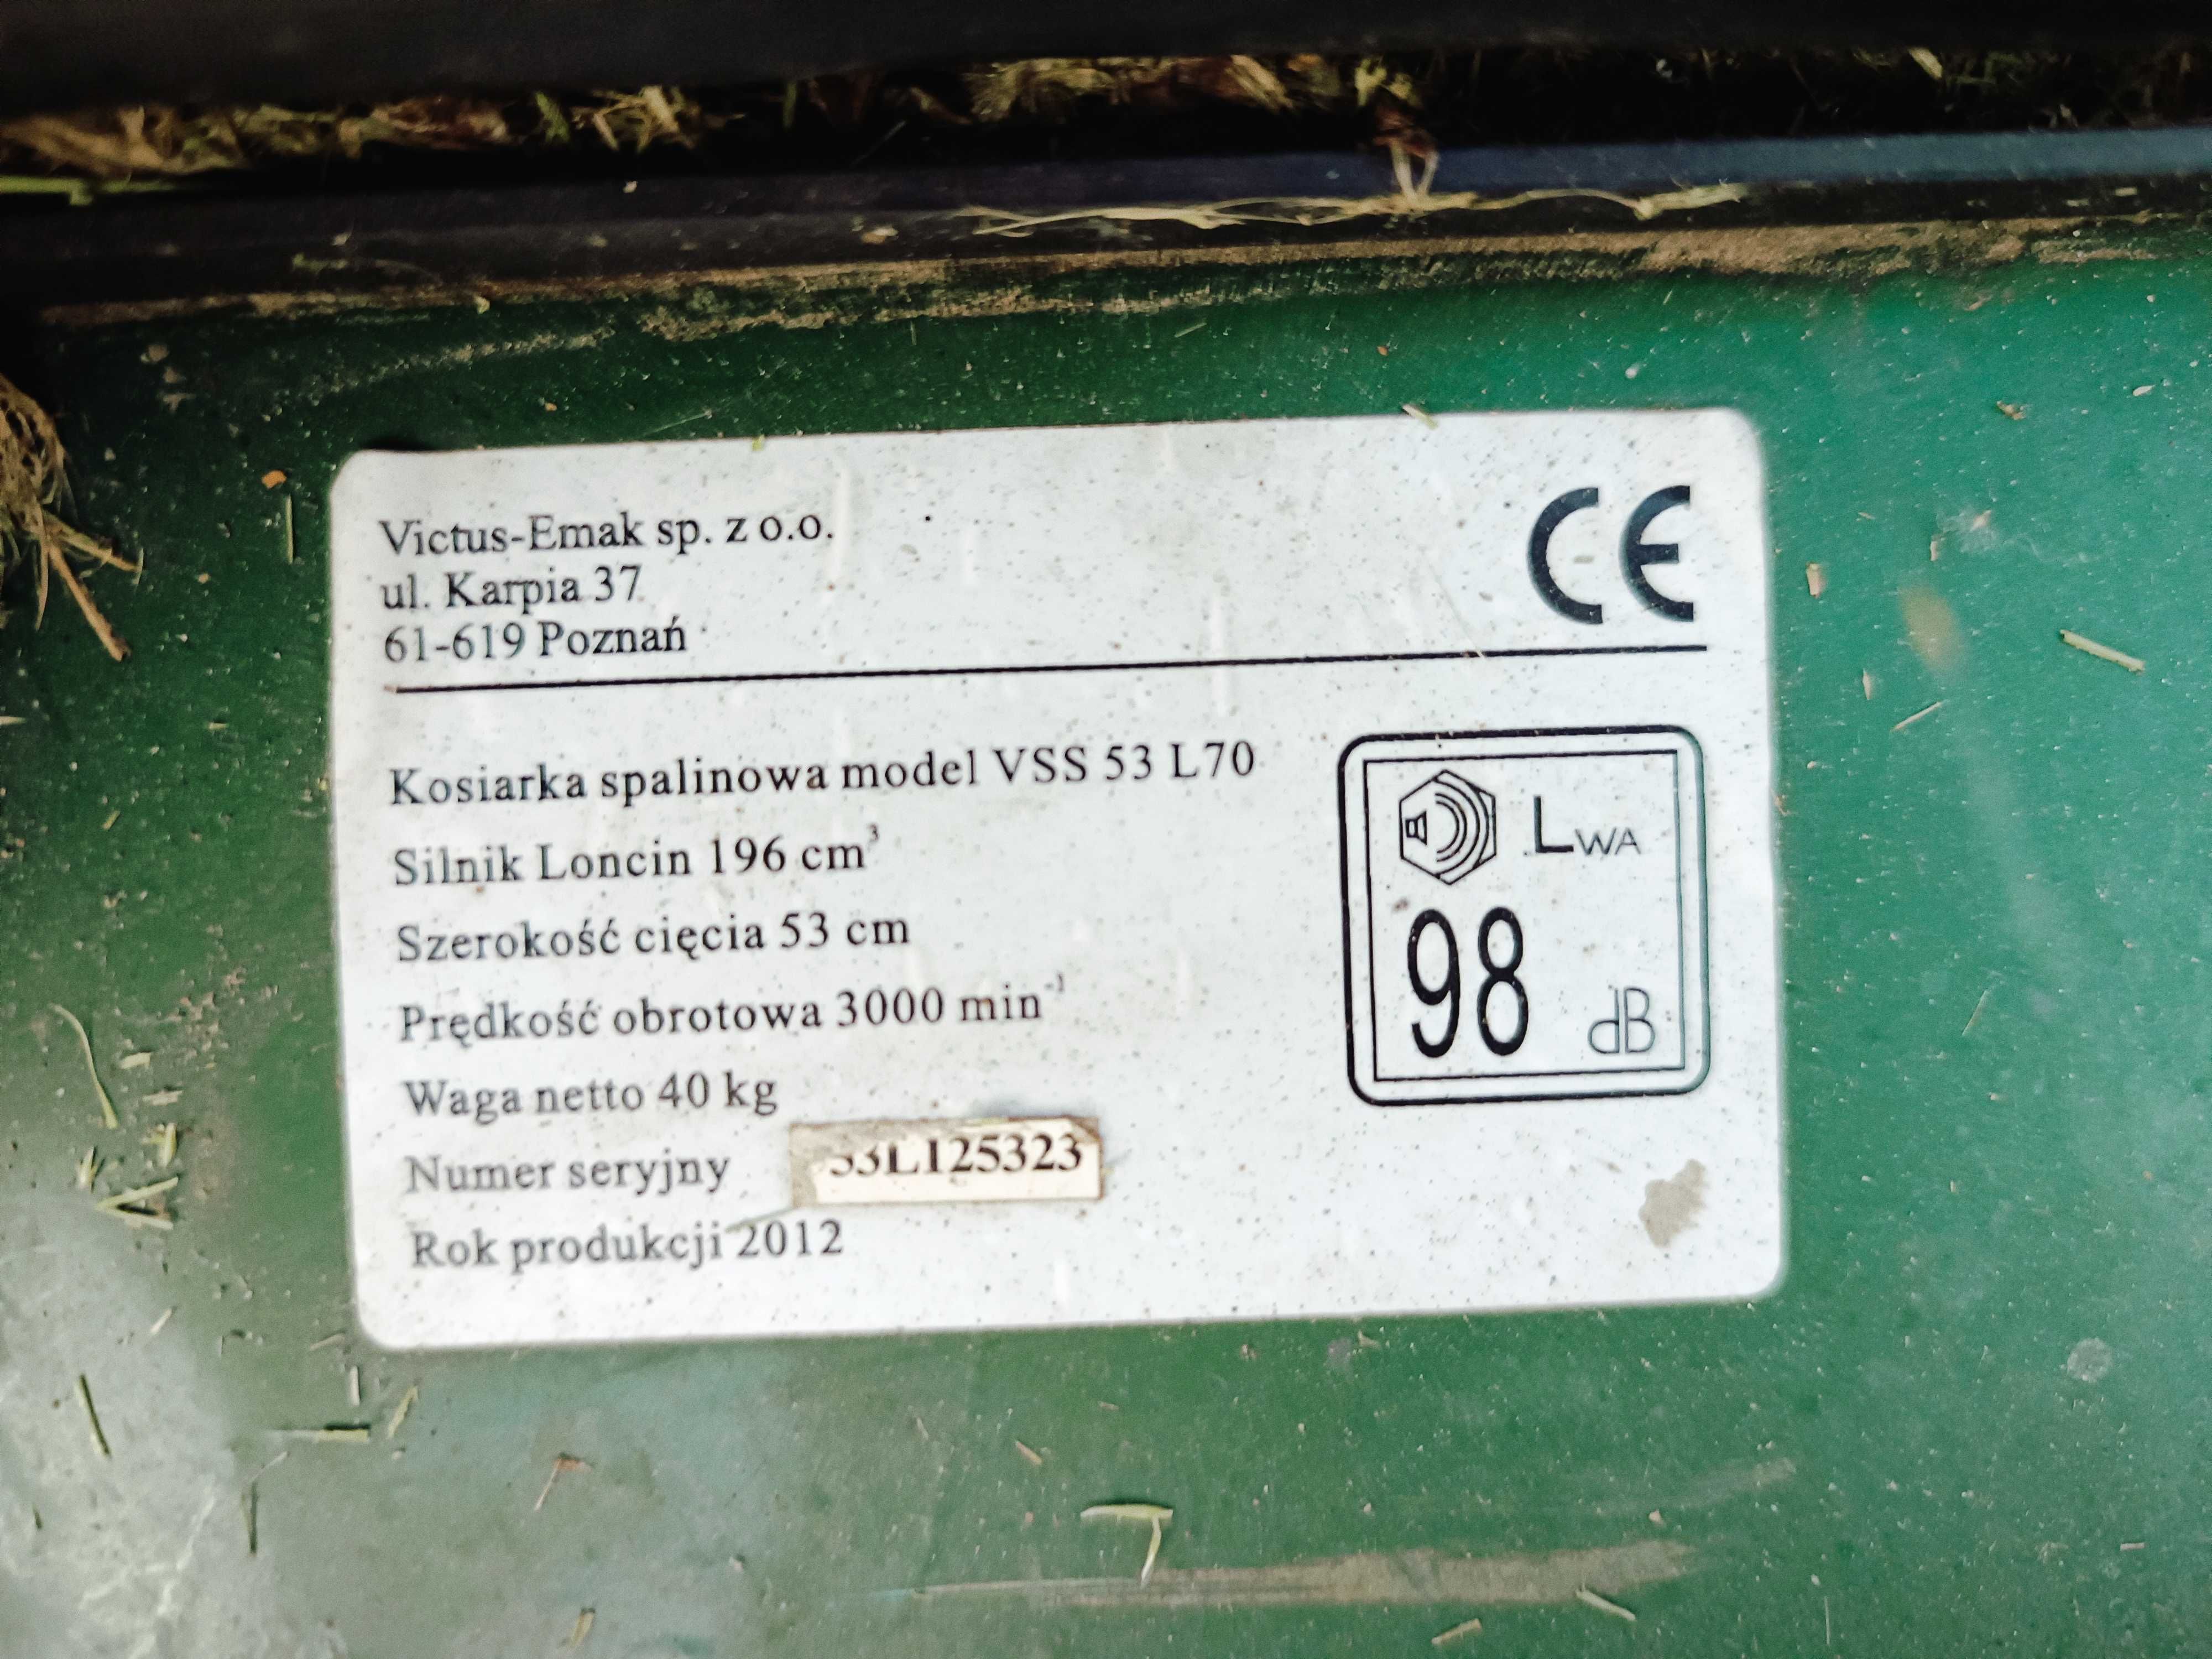 Victus-Emak sp. z o.o.
ul. Karpia 37
61-619 Poznań
CE
Kosiarka spalinowa model VSS 53 L70
Silnik Loncin 196 cm³
Szerokość cięcia 53 cm
Prędkość obrotowa 3000 min⁻¹
Waga netto 40 kg
Numer seryjny 53L125323
Rok produkcji 2012
LWA
98 dB